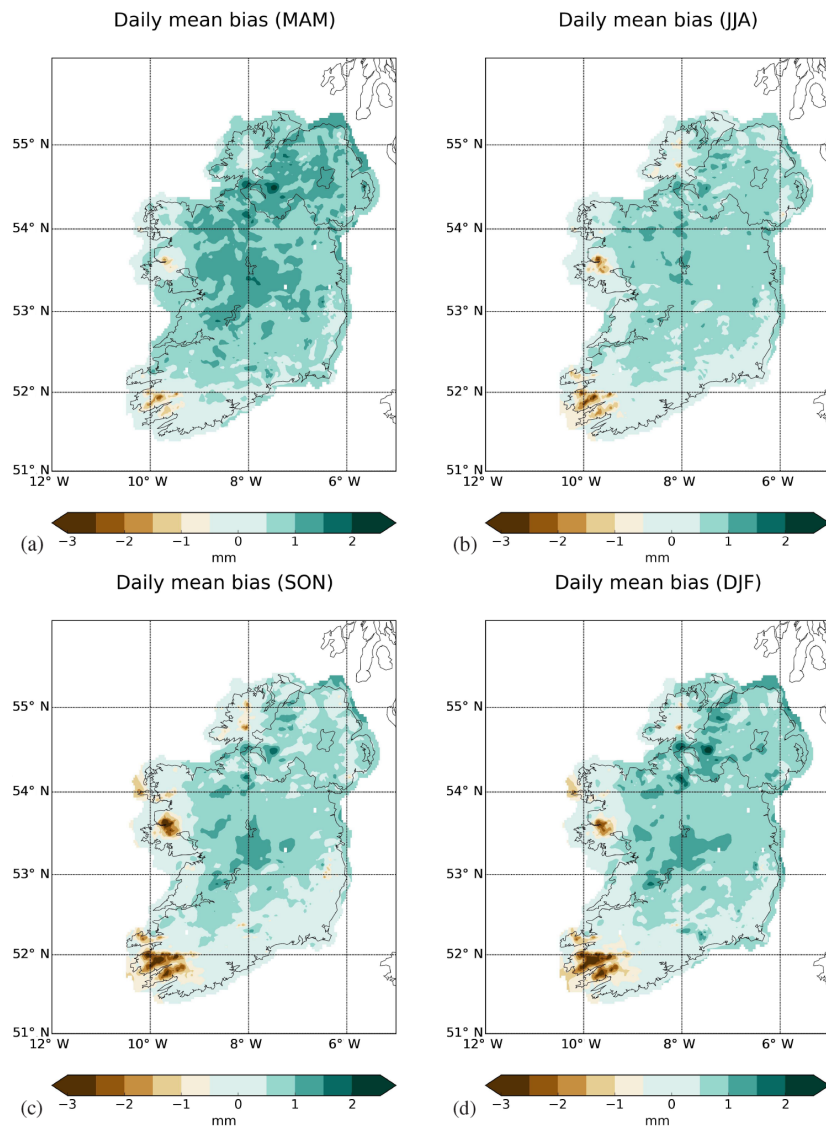 Daily mean bias (MAM)
55° N
54° N
53° N
52° N
51° N
12° W
10° W
8° W
6° W
−3
−2
−1
0
1
2
mm
(a)
Daily mean bias (JJA)
55° N
54° N
53° N
52° N
51° N
12° W
10° W
8° W
6° W
−3
−2
−1
0
1
2
mm
(b)
Daily mean bias (SON)
55° N
54° N
53° N
52° N
51° N
12° W
10° W
8° W
6° W
−3
−2
−1
0
1
2
mm
(c)
Daily mean bias (DJF)
55° N
54° N
53° N
52° N
51° N
12° W
10° W
8° W
6° W
−3
−2
−1
0
1
2
mm
(d)